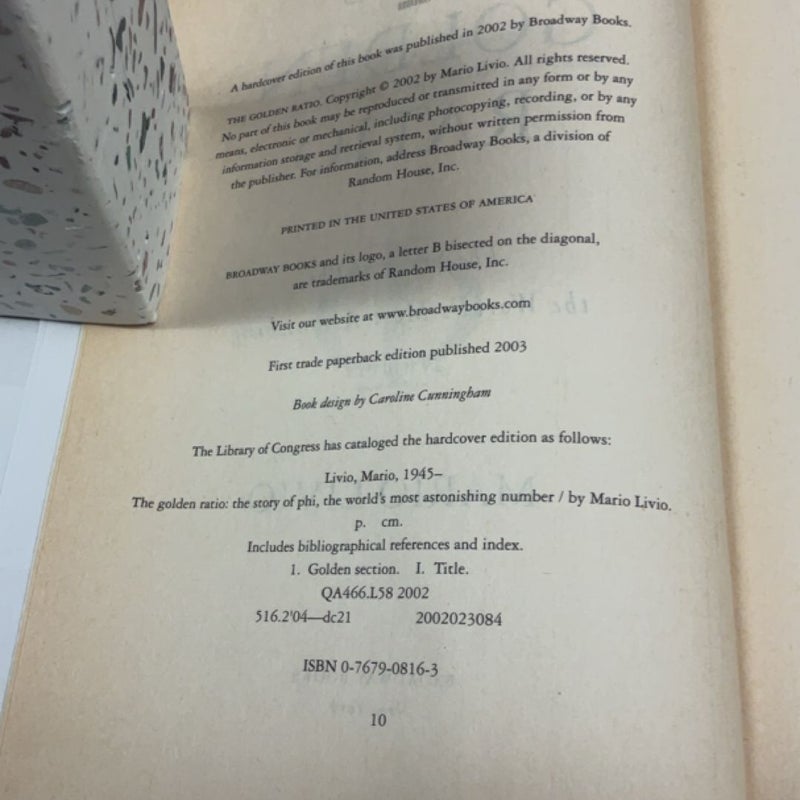 A hardcover edition of this book was published in 2002 by Broadway Books.
THE GOLDEN RATIO. Copyright © 2002 by Mario Livio. All rights reserved.
No part of this book may be reproduced or transmitted in any form or by any
means, electronic or mechanical, including photocopying, recording, or by any
information storage and retrieval system, without written permission from
the publisher. For information, address Broadway Books, a division of
Random House, Inc.
PRINTED IN THE UNITED STATES OF AMERICA
BROADWAY BOOKS and its logo, a letter B bisected on the diagonal,
are trademarks of Random House, Inc.
Visit our website at www.broadwaybooks.com
First trade paperback edition published 2003
Book design by Caroline Cunningham
The Library of Congress has cataloged the hardcover edition as follows:
Livio, Mario, 1945–
The golden ratio: the story of phi, the world's most astonishing number / by Mario Livio.
p. cm.
Includes bibliographical references and index.
1. Golden section. I. Title.
QA466.L58 2002
516.2'04—dc21 2002023084
ISBN 0-7679-0816-3
10